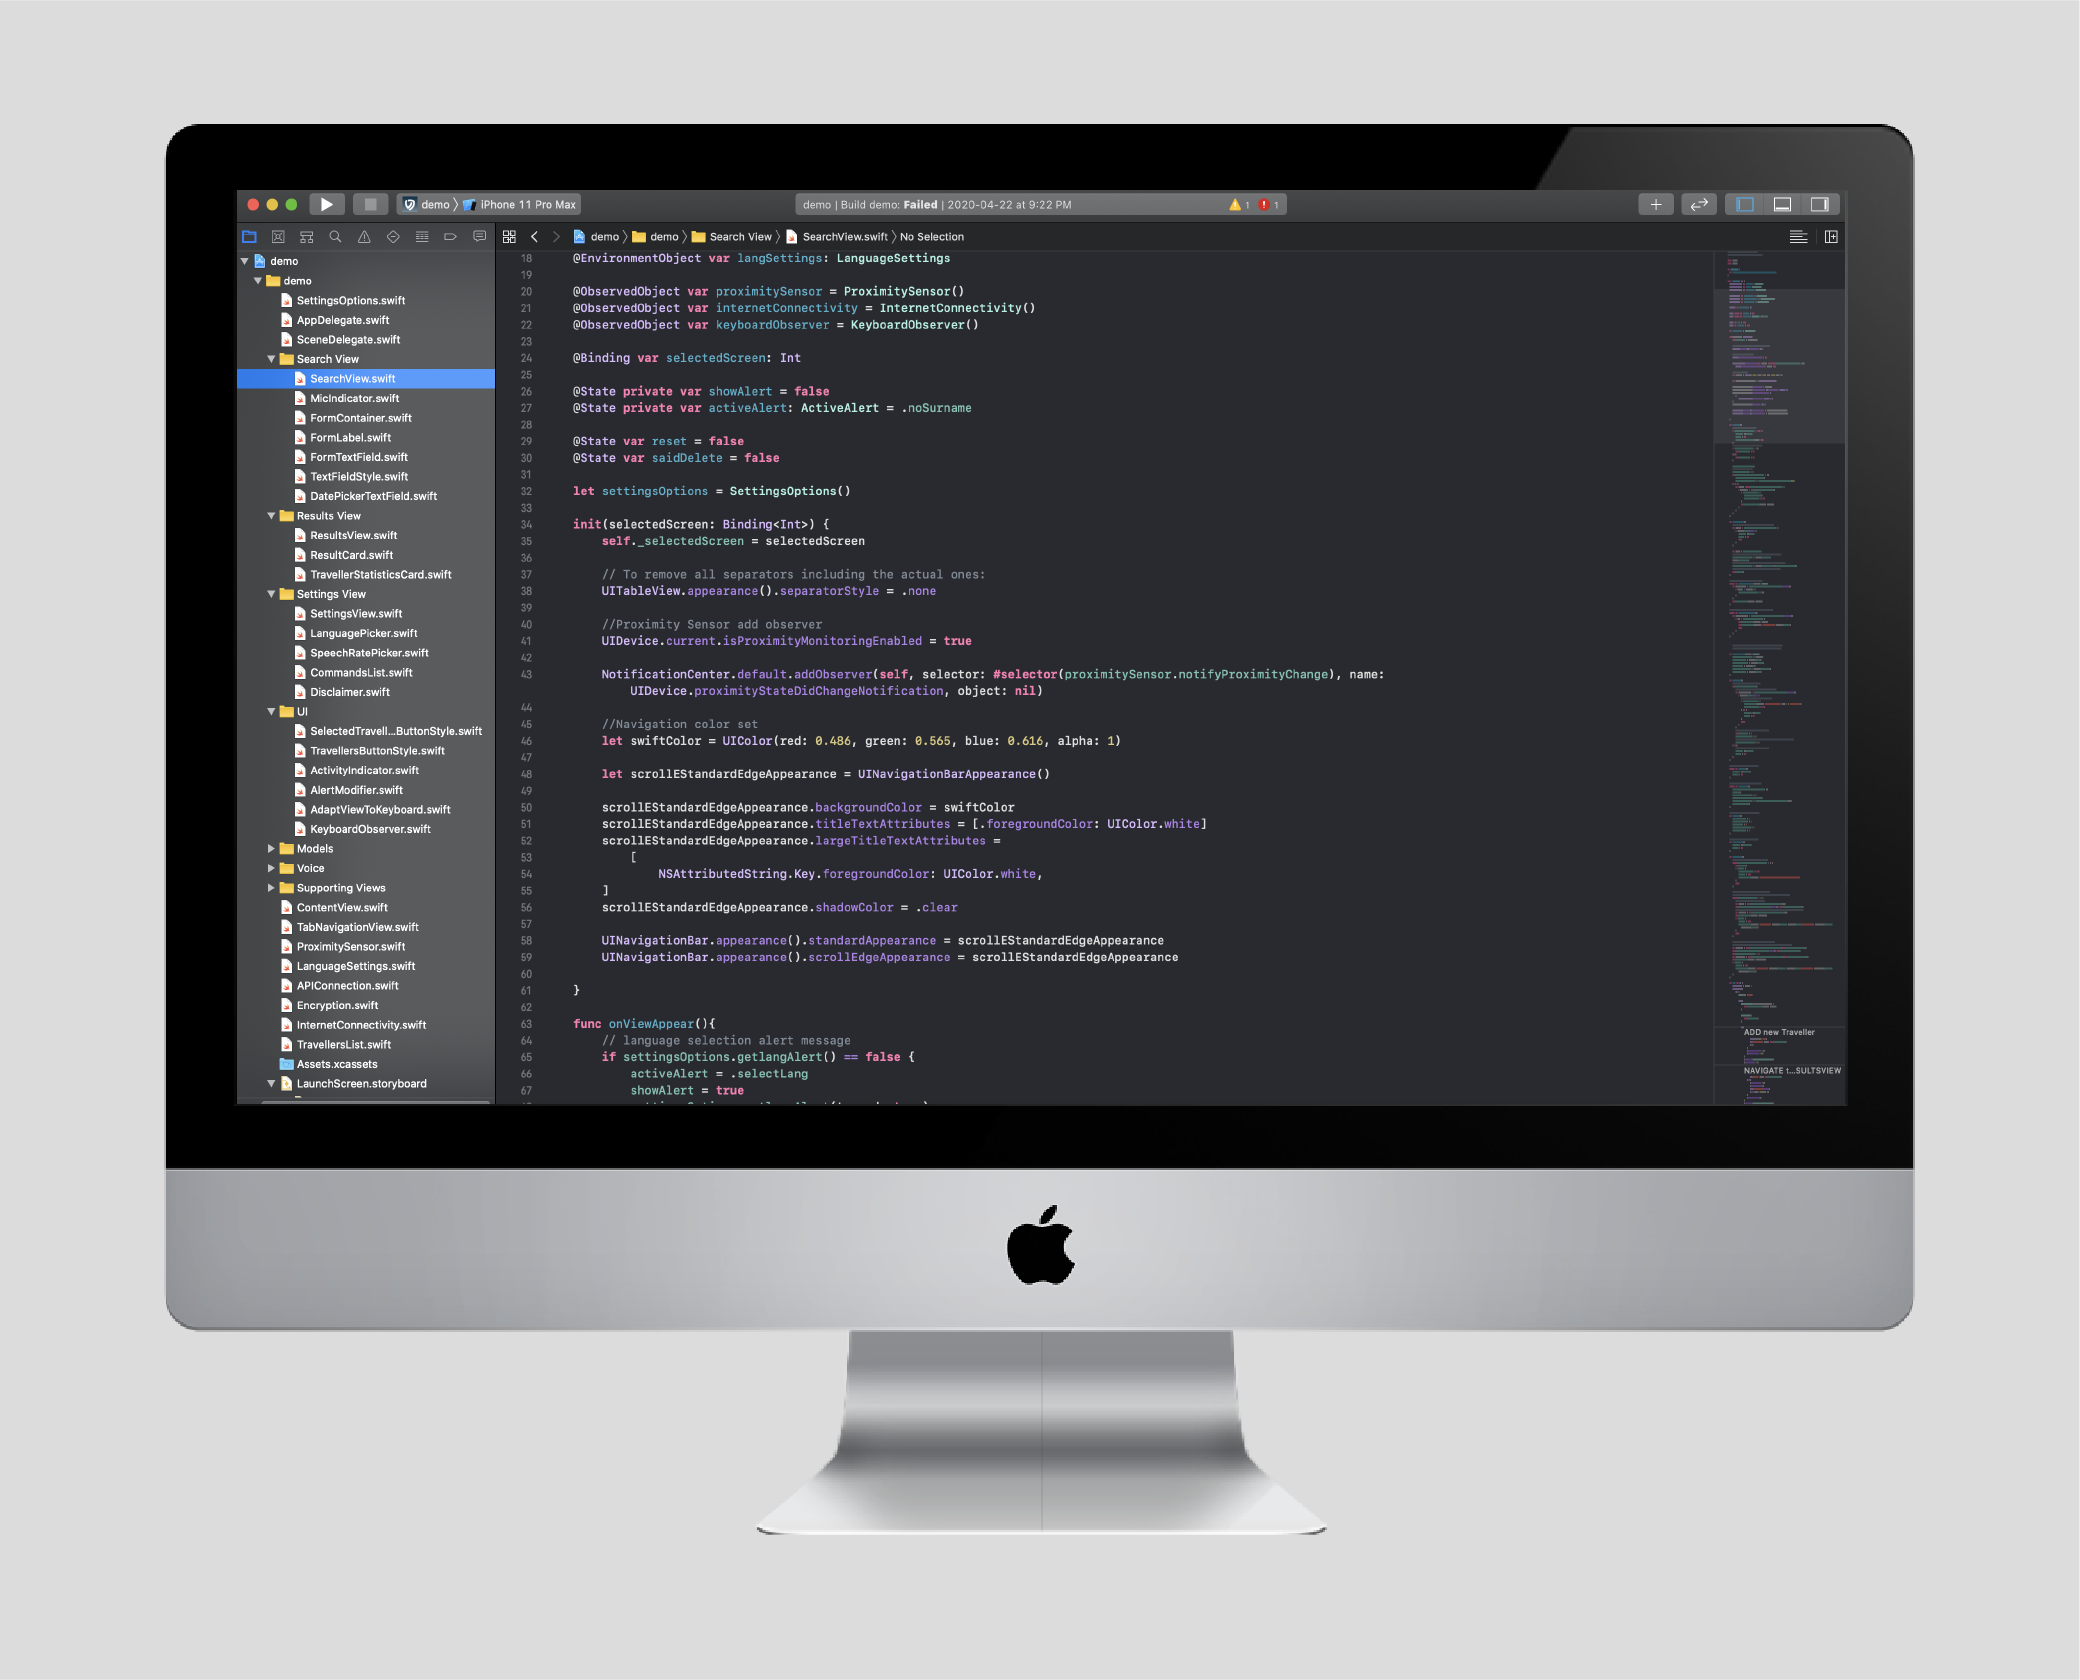 demo 〉 iPhone 11 Pro Max
demo | Build demo: Failed | 2020-04-22 at 9:22 PM
1
1
demo 〉 demo 〉 Search View 〉 SearchView.swift 〉 No Selection
demo
demo
SettingsOptions.swift
AppDelegate.swift
SceneDelegate.swift
Search View
SearchView.swift
MicIndicator.swift
FormContainer.swift
FormLabel.swift
FormTextField.swift
TextFieldStyle.swift
DatePickerTextField.swift
Results View
ResultsView.swift
ResultCard.swift
TravellerStatisticsCard.swift
Settings View
SettingsView.swift
LanguagePicker.swift
SpeechRatePicker.swift
CommandsList.swift
Disclaimer.swift
UI
SelectedTravell...ButtonStyle.swift
TravellersButtonStyle.swift
ActivityIndicator.swift
AlertModifier.swift
AdaptViewToKeyboard.swift
KeyboardObserver.swift
Models
Voice
Supporting Views
ContentView.swift
TabNavigationView.swift
ProximitySensor.swift
LanguageSettings.swift
APIConnection.swift
Encryption.swift
InternetConnectivity.swift
TravellersList.swift
Assets.xcassets
LaunchScreen.storyboard
18 @EnvironmentObject var langSettings: LanguageSettings
19
20 @ObservedObject var proximitySensor = ProximitySensor()
21 @ObservedObject var internetConnectivity = InternetConnectivity()
22 @ObservedObject var keyboardObserver = KeyboardObserver()
23
24 @Binding var selectedScreen: Int
25
26 @State private var showAlert = false
27 @State private var activeAlert: ActiveAlert = .noSurname
28
29 @State var reset = false
30 @State var saidDelete = false
31
32 let settingsOptions = SettingsOptions()
33
34 init(selectedScreen: Binding<Int>) {
35 self._selectedScreen = selectedScreen
36
37 // To remove all separators including the actual ones:
38 UITableView.appearance().separatorStyle = .none
39
40 //Proximity Sensor add observer
41 UIDevice.current.isProximityMonitoringEnabled = true
42
43 NotificationCenter.default.addObserver(self, selector: #selector(proximitySensor.notifyProximityChange), name:
UIDevice.proximityStateDidChangeNotification, object: nil)
44
45 //Navigation color set
46 let swiftColor = UIColor(red: 0.486, green: 0.565, blue: 0.616, alpha: 1)
47
48 let scrollEStandardEdgeAppearance = UINavigationBarAppearance()
49
50 scrollEStandardEdgeAppearance.backgroundColor = swiftColor
51 scrollEStandardEdgeAppearance.titleTextAttributes = [.foregroundColor: UIColor.white]
52 scrollEStandardEdgeAppearance.largeTitleTextAttributes =
53 [
54 NSAttributedString.Key.foregroundColor: UIColor.white,
55 ]
56 scrollEStandardEdgeAppearance.shadowColor = .clear
57
58 UINavigationBar.appearance().standardAppearance = scrollEStandardEdgeAppearance
59 UINavigationBar.appearance().scrollEdgeAppearance = scrollEStandardEdgeAppearance
60
61 }
62
63 func onViewAppear(){
64 // language selection alert message
65 if settingsOptions.getlangAlert() == false {
66 activeAlert = .selectLang
67 showAlert = true
ADD new Traveller
NAVIGATE t...SULTSVIEW